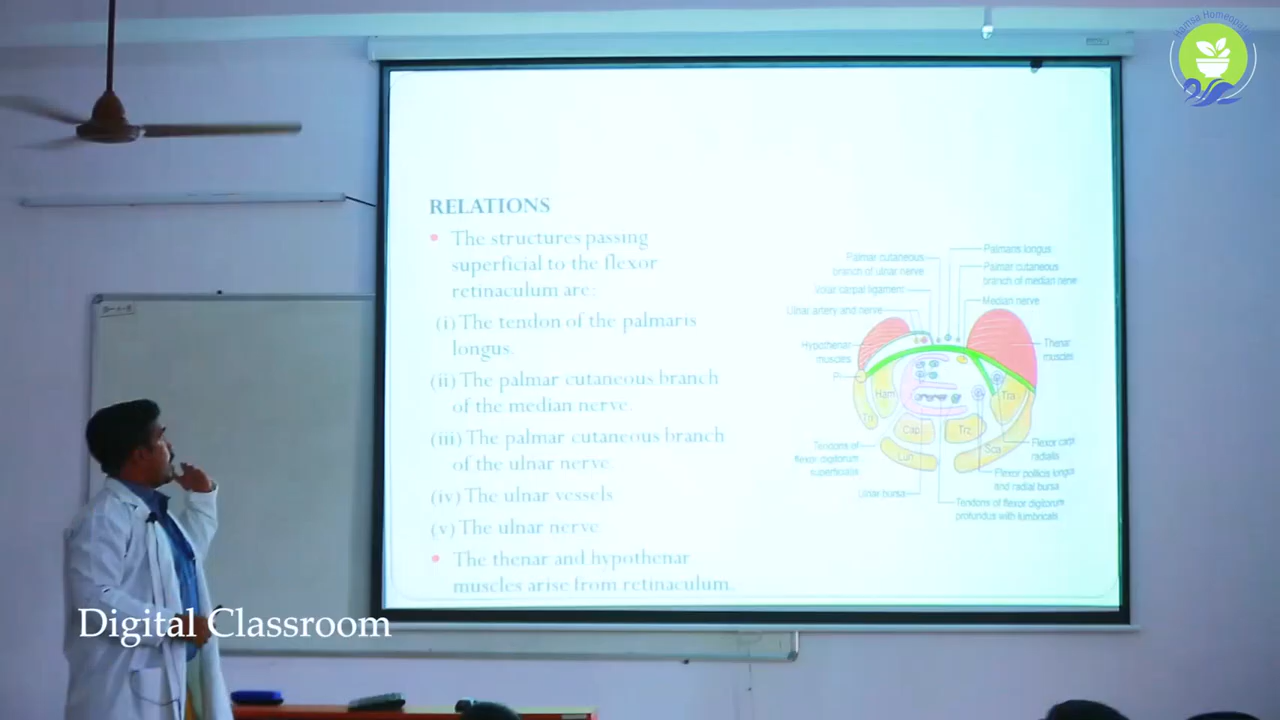 Hamsa Homeopathy
RELATIONS
The structures passing
superficial to the flexor
retinaculum are:
(i) The tendon of the palmaris
longus.
(ii) The palmar cutaneous branch
of the median nerve.
(iii) The palmar cutaneous branch
of the ulnar nerve.
(iv) The ulnar vessels
(v) The ulnar nerve
The thenar and hypothenar
muscles arise from retinaculum.
Palmar cutaneous
branch of ulnar nerve
Volar carpal ligament
Ulnar artery and nerve
Hypothenar
muscles
Ham
Cap
Lun
Tendons of
flexor digitorum
superficialis
Ulnar bursa
Palmaris longus
Palmar cutaneous
branch of median nerve
Median nerve
Thenar
muscles
Tra
Trz
Sca
Flexor carpi
radialis
Flexor pollicis longus
and radial bursa
Tendons of flexor digitorum
profundus with lumbricals
Digital Classroom